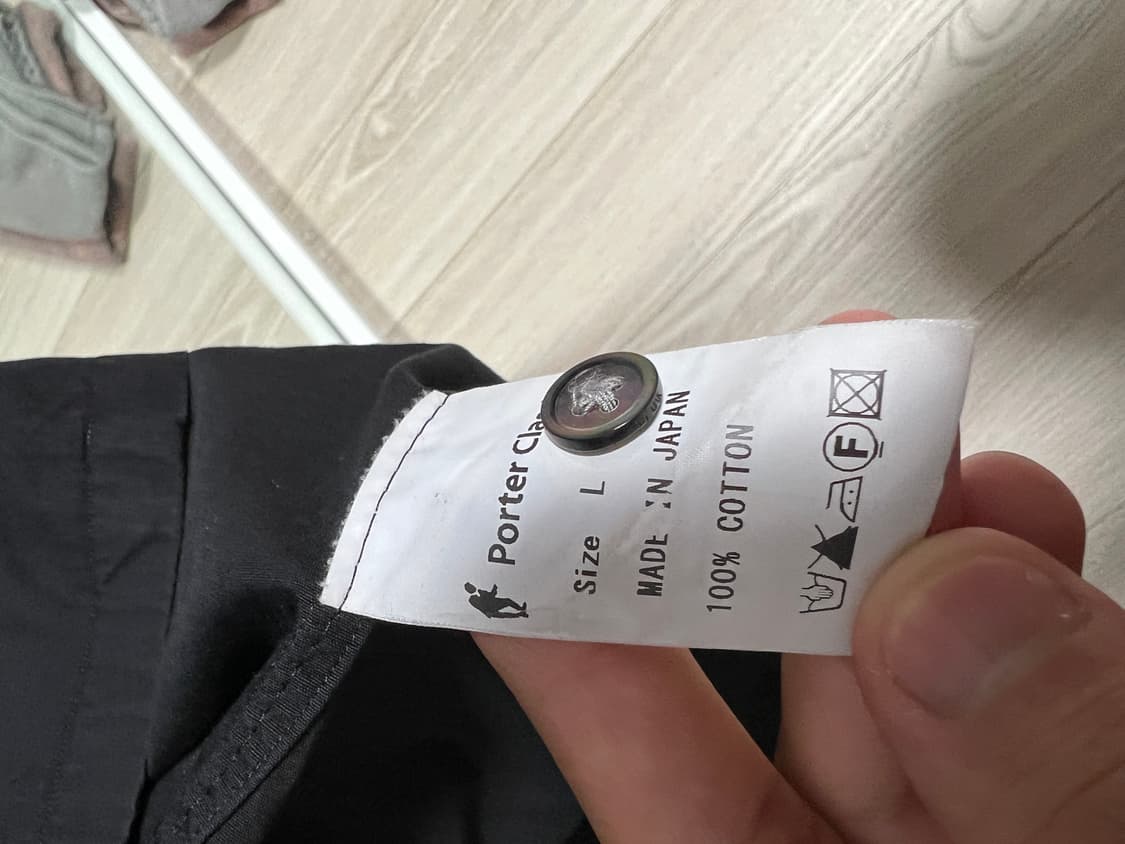 Porter Cla
Size L
MADE IN JAPAN
100% COTTON
F